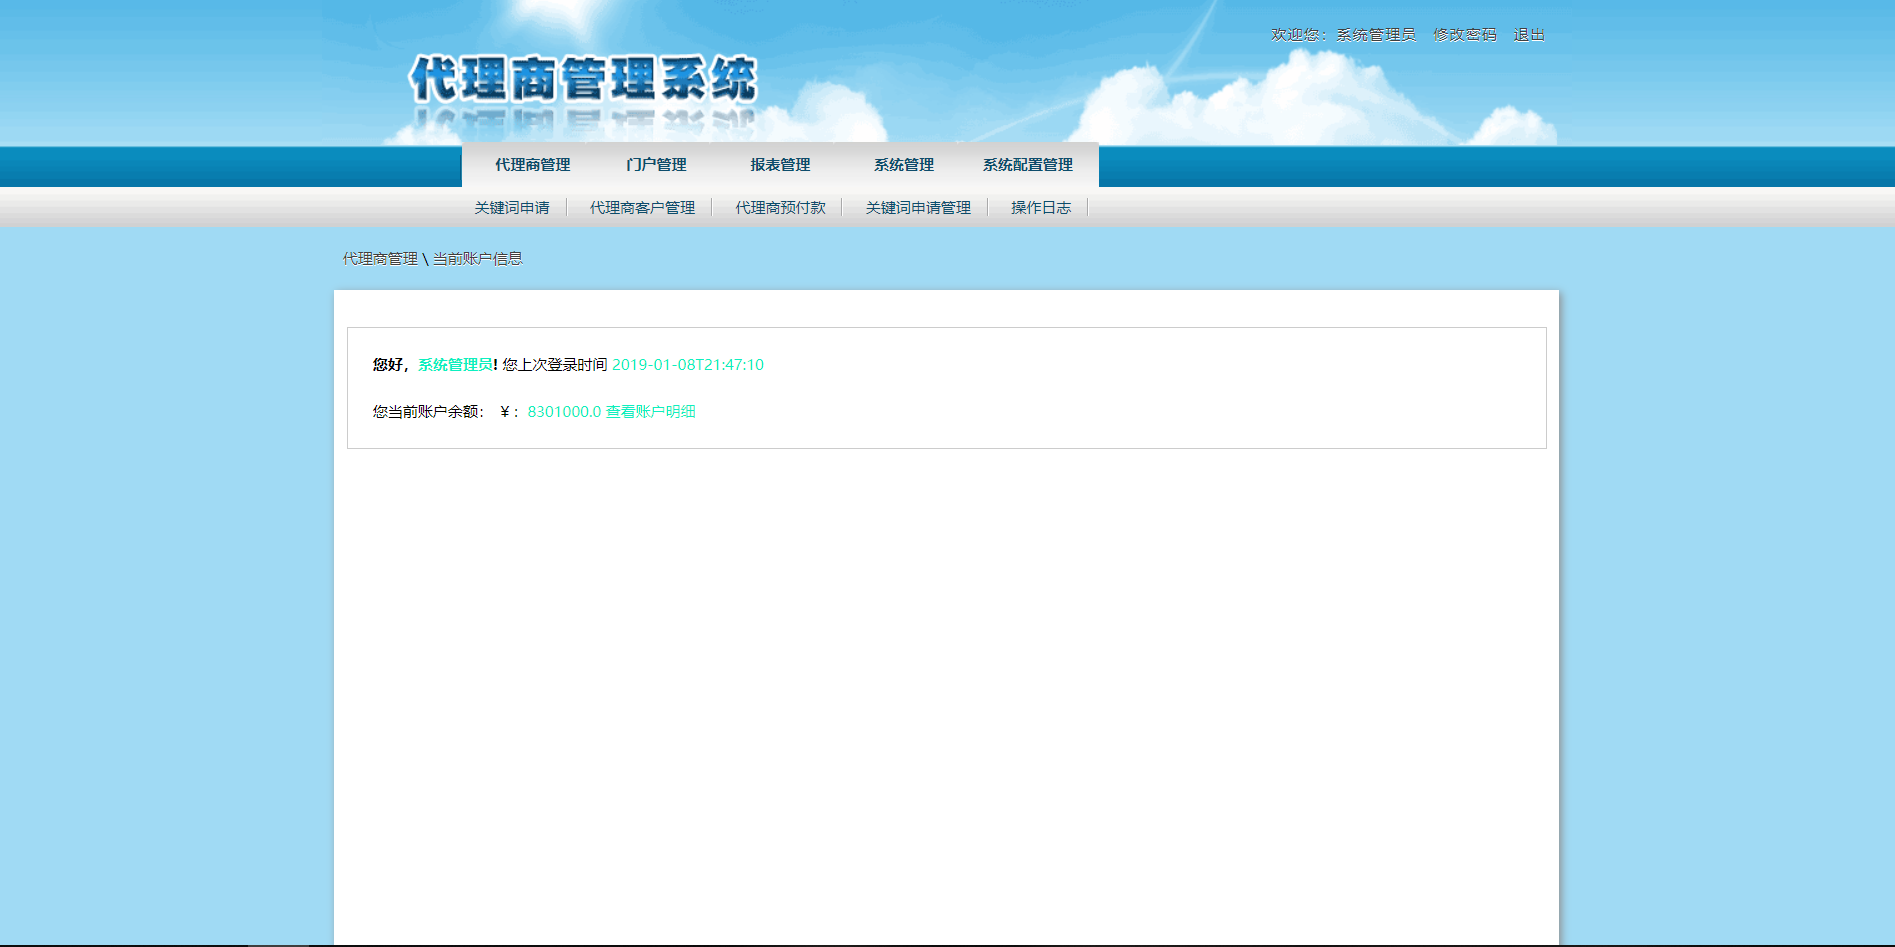 欢迎您：系统管理员 修改密码 退出
代理商管理系统
代理商管理 门户管理 报表管理 系统管理 系统配置管理
关键词申请 代理商客户管理 代理商预付款 关键词申请管理 操作日志
代理商管理 \ 当前账户信息
您好，系统管理员! 您上次登录时间 2019-01-08T21:47:10
您当前账户余额： ￥：8301000.0 查看账户明细